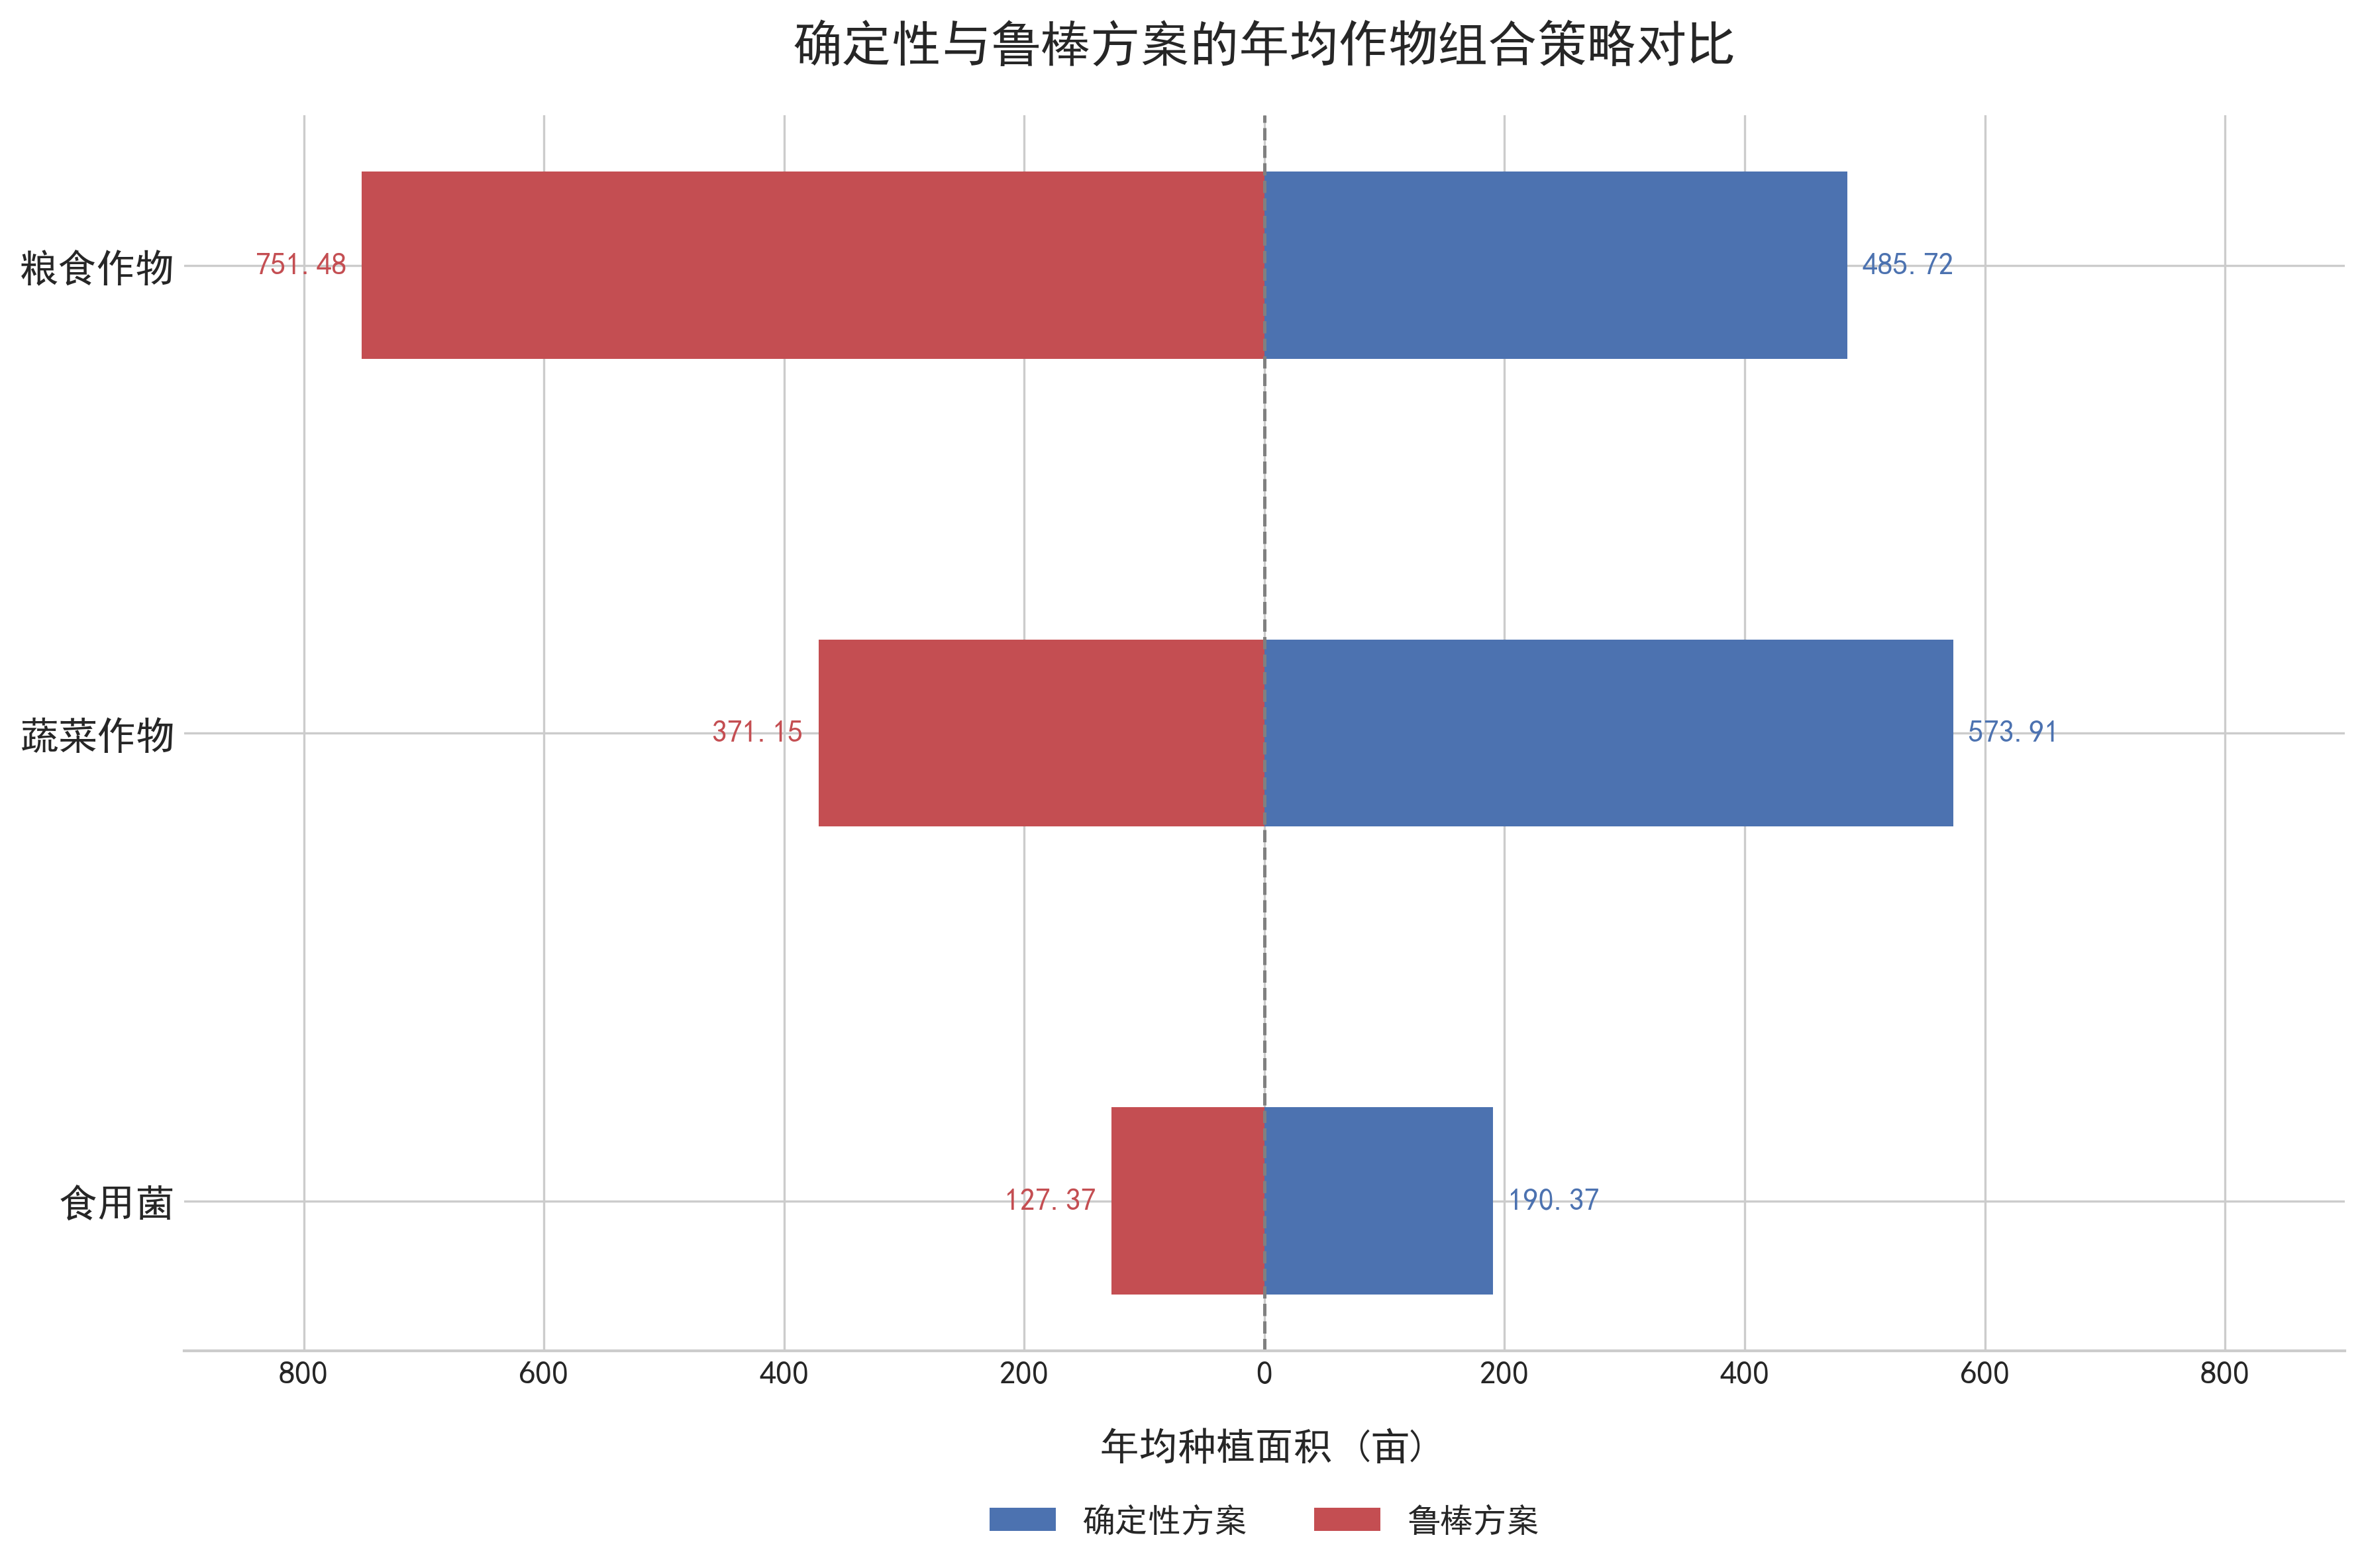 确定性与鲁棒方案的年均作物组合策略对比
粮食作物 751.48 485.72
蔬菜作物 371.15 573.91
食用菌 127.37 190.37
800 600 400 200 0 200 400 600 800
年均种植面积（亩）
确定性方案 鲁棒方案